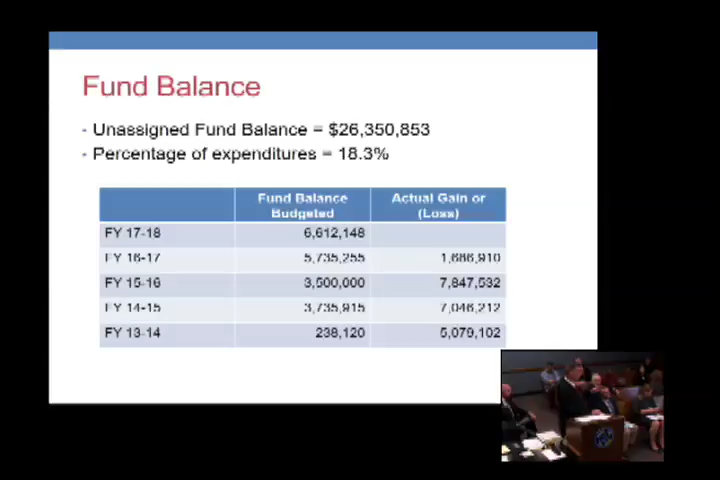 Fund Balance
- Unassigned Fund Balance = $26,350,853
- Percentage of expenditures = 18.3%
Fund Balance Budgeted Actual Gain or (Loss)
FY 17-18 6,612,148
FY 16-17 5,735,255 1,686,910
FY 15-16 3,500,000 7,847,532
FY 14-15 3,735,915 7,046,212
FY 13-14 238,120 5,079,102